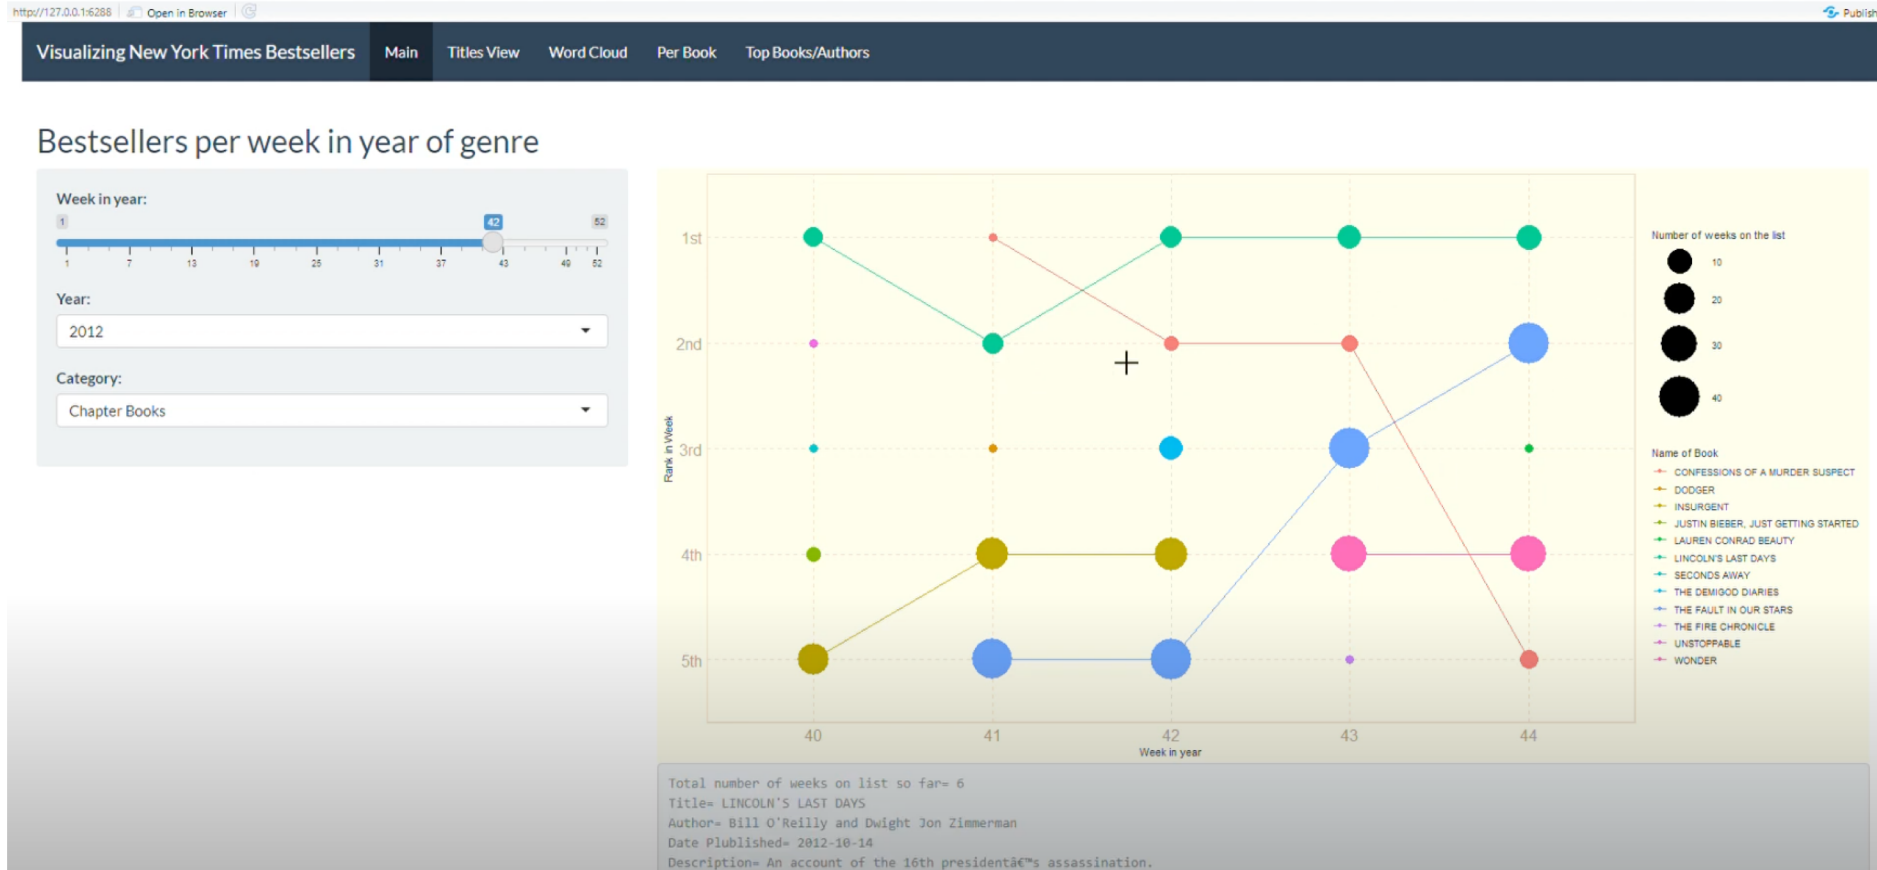 http://127.0.0.1:6288 Open in Browser Publish
Visualizing New York Times Bestsellers Main Titles View Word Cloud Per Book Top Books/Authors
Bestsellers per week in year of genre
Week in year:
1 42 52
1 7 13 19 25 31 37 43 49 52
Year:
2012
Category:
Chapter Books
Rank in Week
1st
2nd
3rd
4th
5th
40 41 42 43 44
Week in year
Number of weeks on the list
10
20
30
40
Name of Book
CONFESSIONS OF A MURDER SUSPECT
DODGER
INSURGENT
JUSTIN BIEBER, JUST GETTING STARTED
LAUREN CONRAD BEAUTY
LINCOLN'S LAST DAYS
SECONDS AWAY
THE DEMIGOD DIARIES
THE FAULT IN OUR STARS
THE FIRE CHRONICLE
UNSTOPPABLE
WONDER
Total number of weeks on list so far= 6
Title= LINCOLN'S LAST DAYS
Author= Bill O'Reilly and Dwight Jon Zimmerman
Date Plublished= 2012-10-14
Description= An account of the 16th presidentâ€™s assassination.